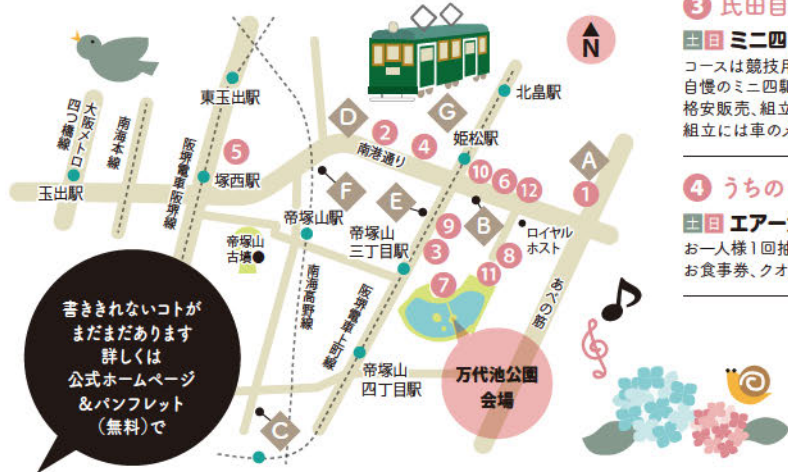 N
北畠駅
東玉出駅
D
G
姫松駅
2
4
南港通り
A
1
大阪メトロ
四つ橋線
南海本線
阪堺電車阪堺線
5
玉出駅
塚西駅
F
E
10
6
12
B
帝塚山駅
帝塚山
三丁目駅
9
3
ロイヤル
ホスト
8
11
7
帝塚山
古墳
南海高野線
阪堺電車上町線
あべの筋
帝塚山
四丁目駅
万代池公園
会場
C
書ききれないコトが
まだまだあります
詳しくは
公式ホームページ
&パンフレット
(無料)で
3 氏田自
土日 ミニ四
コースは競技用
自慢のミニ四駆
格安販売、組立
組立には車の
4 うちの
土日 エアー
お一人様1回抽
お食事券、クオ